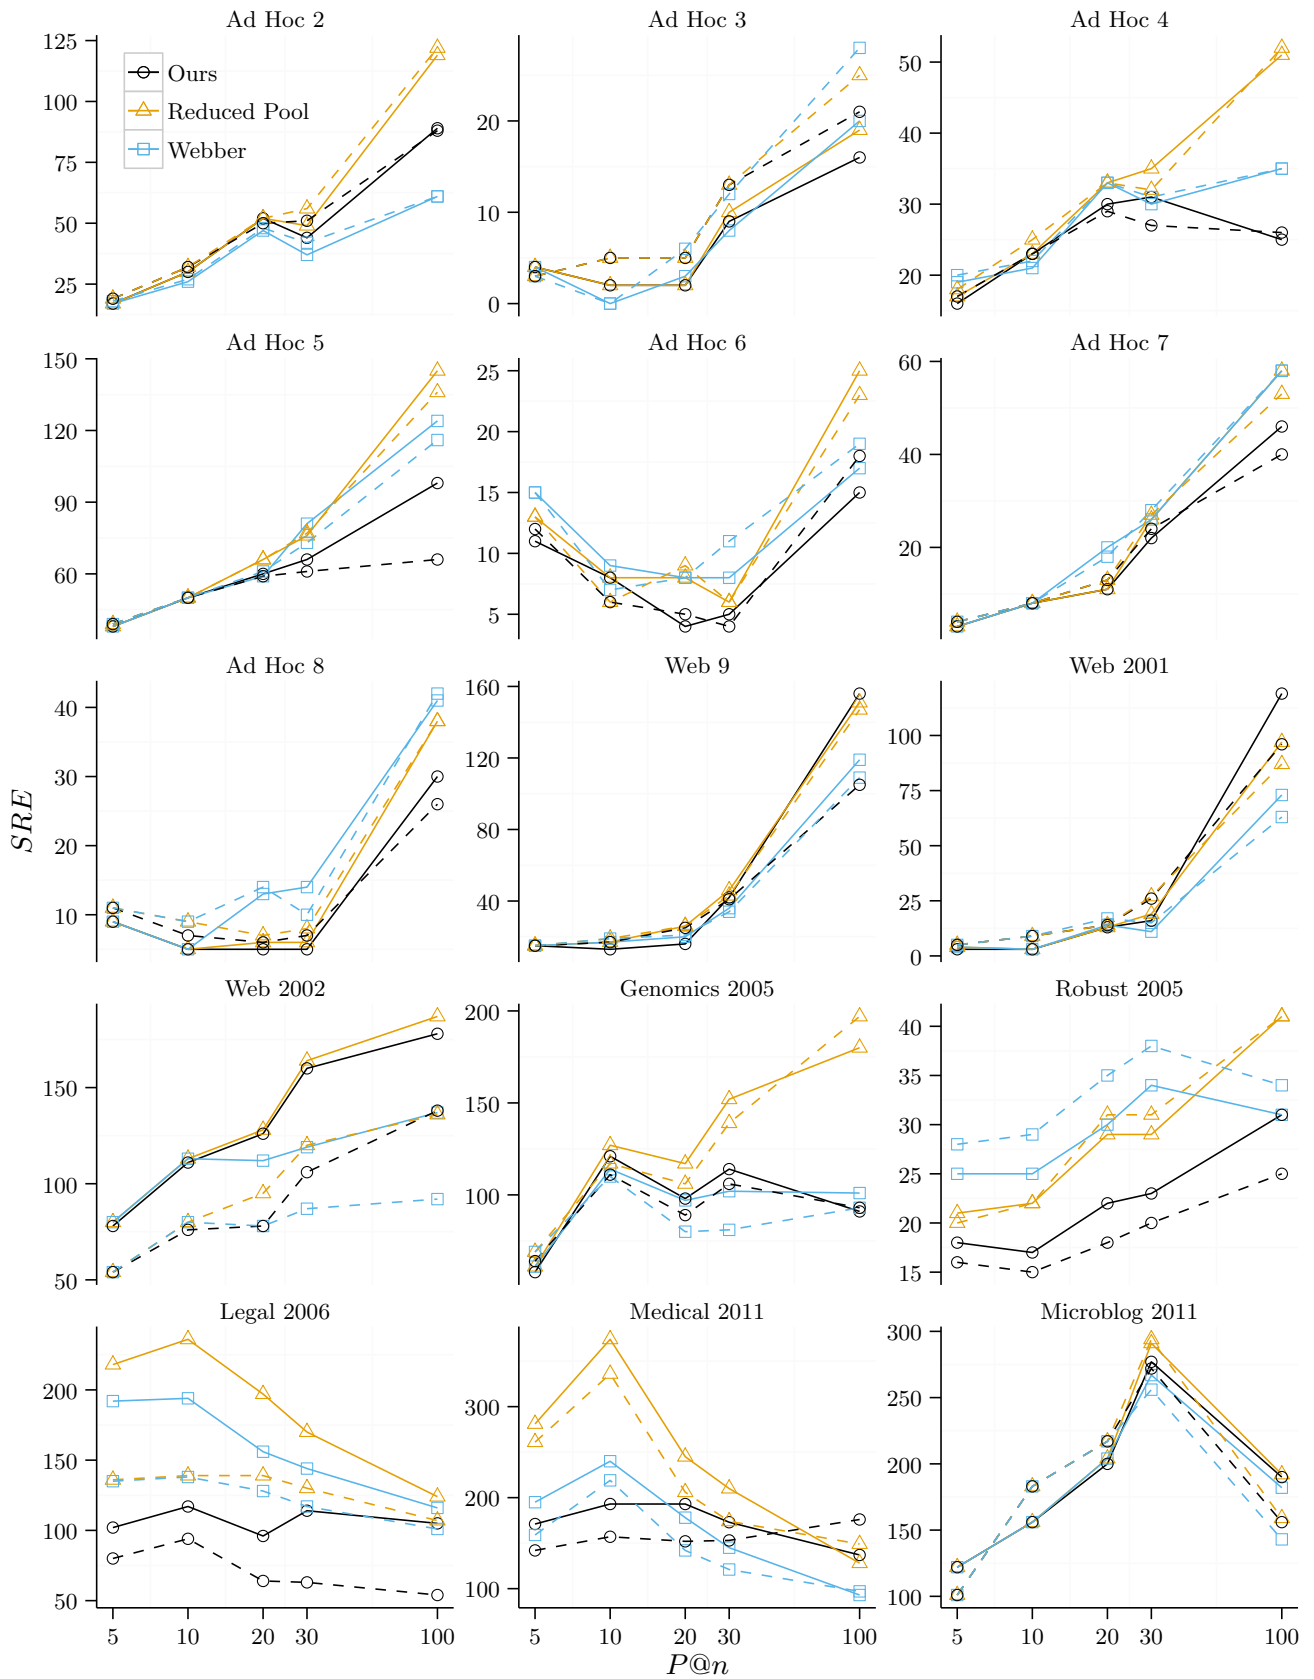 Ad Hoc 2
Ad Hoc 3
Ad Hoc 4
125
100
75
50
25
Ours
Reduced Pool
Webber
20
10
0
50
40
30
20
Ad Hoc 5
Ad Hoc 6
Ad Hoc 7
150
120
90
60
25
20
15
10
5
60
40
20
Ad Hoc 8
Web 9
Web 2001
40
30
20
10
160
120
80
40
100
75
50
25
0
SRE
Web 2002
Genomics 2005
Robust 2005
150
100
50
200
150
100
40
35
30
25
20
15
Legal 2006
Medical 2011
Microblog 2011
200
150
100
50
300
200
100
300
250
200
150
100
5 10 20 30 100
5 10 20 30 100
5 10 20 30 100
P@n